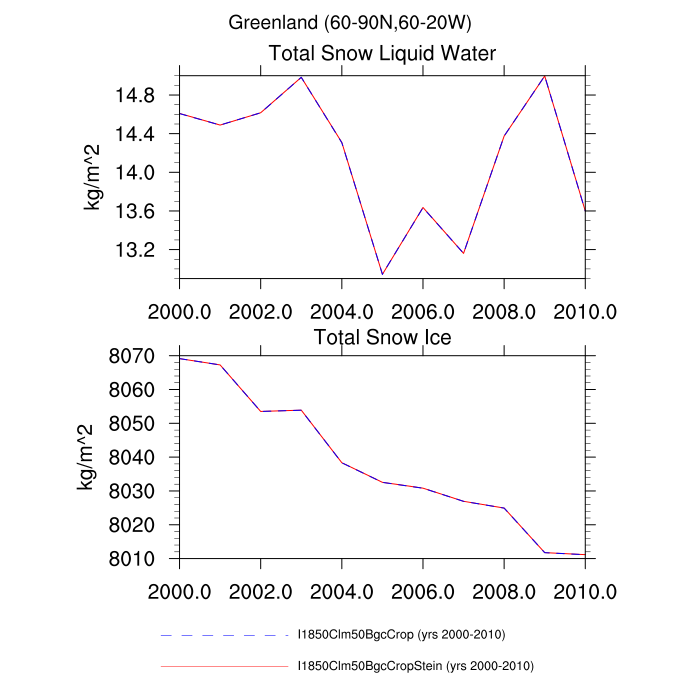 Greenland (60-90N,60-20W)
Total Snow Liquid Water
14.8
14.4
14.0
13.6
13.2
kg/m^2
2000.0 2002.0 2004.0 2006.0 2008.0 2010.0
Total Snow Ice
8070
8060
8050
8040
8030
8020
8010
kg/m^2
2000.0 2002.0 2004.0 2006.0 2008.0 2010.0
I1850Clm50BgcCrop (yrs 2000-2010)
I1850Clm50BgcCropStein (yrs 2000-2010)